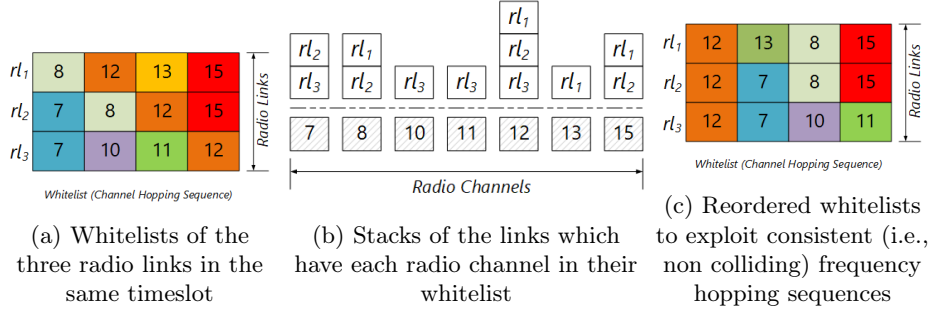 rl1 8 12 13 15
rl2 7 8 12 15
rl3 7 10 11 12
Radio Links
Whitelist (Channel Hopping Sequence)
(a) Whitelists of the
three radio links in the
same timeslot
rl1
rl2 rl1 rl2 rl1
rl3 rl2 rl3 rl3 rl3 rl1 rl2
7 8 10 11 12 13 15
Radio Channels
(b) Stacks of the links which
have each radio channel in their
whitelist
rl1 12 13 8 15
rl2 12 7 8 15
rl3 12 7 10 11
Radio Links
Whitelist (Channel Hopping Sequence)
(c) Reordered whitelists
to exploit consistent (i.e.,
non colliding) frequency
hopping sequences